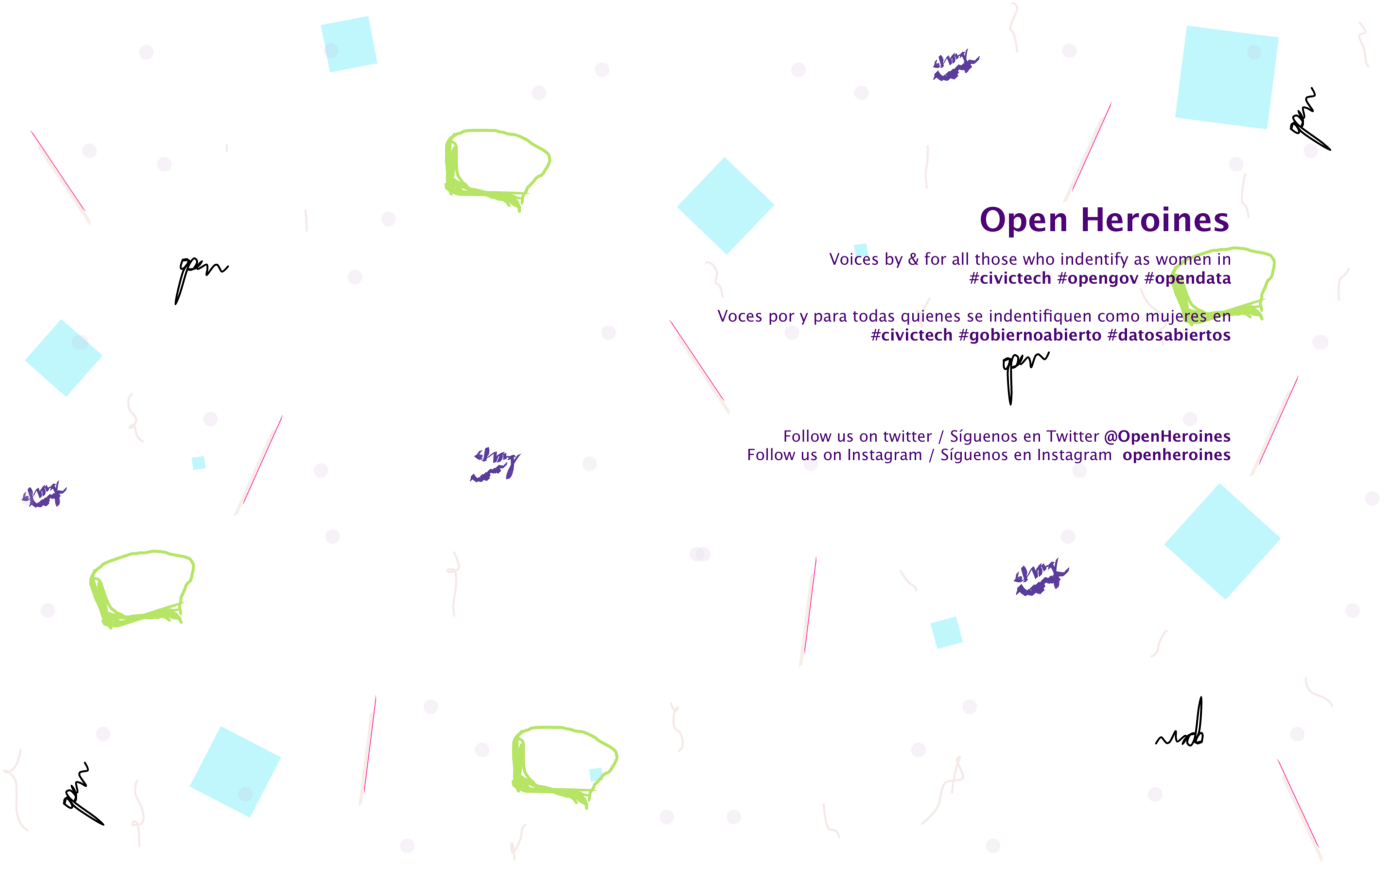 open
open
Open Heroines
Voices by & for all those who indentify as women in
#civictech #opengov #opendata
Voces por y para todas quienes se indentifiquen como mujeres en
#civictech #gobiernoabierto #datosabiertos
open
Follow us on twitter / Síguenos en Twitter @OpenHeroines
Follow us on Instagram / Síguenos en Instagram openheroines
open
open